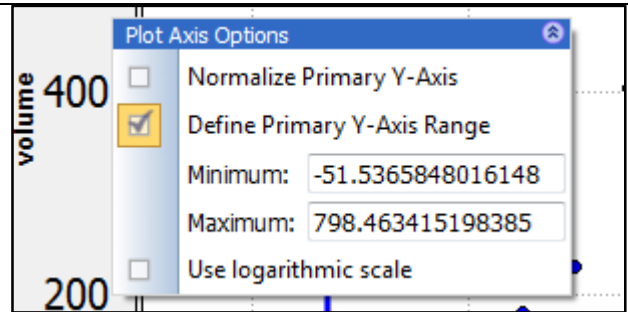 Plot Axis Options
volume
400
Normalize Primary Y-Axis
Define Primary Y-Axis Range
Minimum: -51.5365848016148
Maximum: 798.463415198385
Use logarithmic scale
200